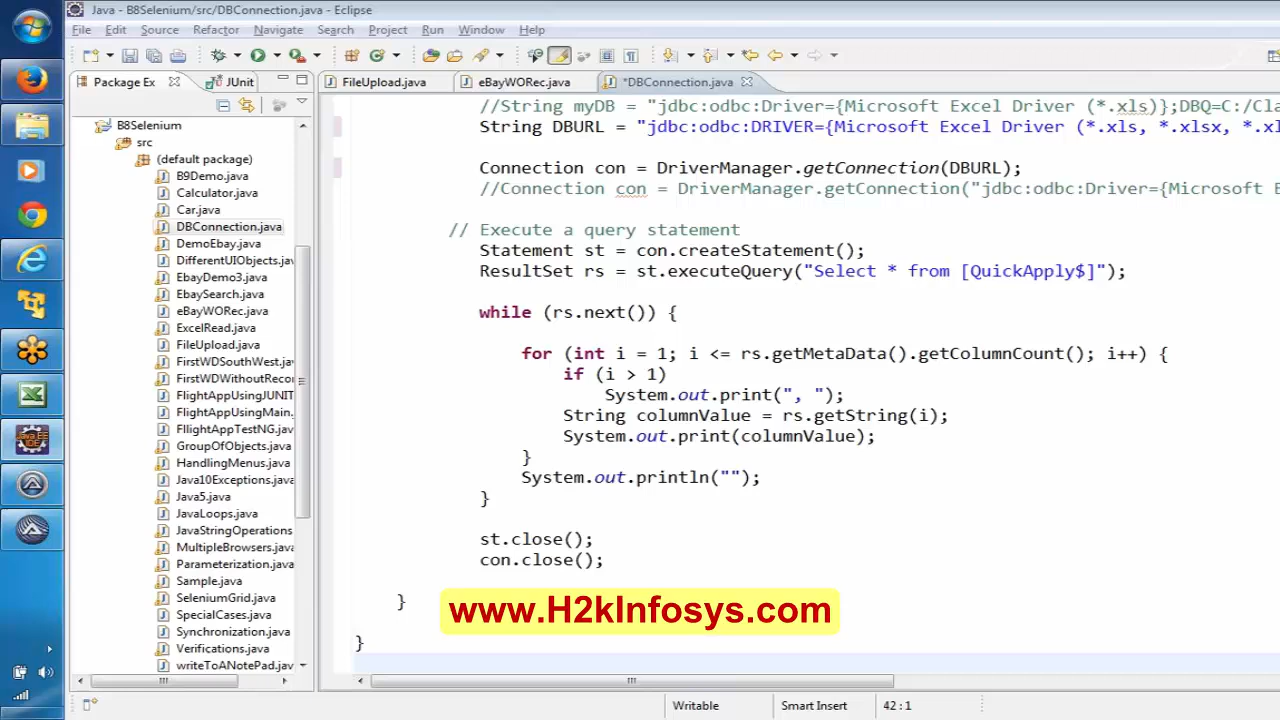 Java - B8Selenium/src/DBConnection.java - Eclipse
File Edit Source Refactor Navigate Search Project Run Window Help
Package Ex JUnit FileUpload.java eBayWORec.java *DBConnection.java
B8Selenium
src
(default package)
B9Demo.java
Calculator.java
Car.java
DBConnection.java
DemoEbay.java
DifferentUIObjects.jav
EbayDemo3.java
EbaySearch.java
eBayWORec.java
ExcelRead.java
FileUpload.java
FirstWDSouthWest.jav
FirstWDWithoutRecor
FlightAppUsingJUNIT
FlightAppUsingMain.
FllightAppTestNG.jav
GroupOfObjects.java
HandlingMenus.java
Java10Exceptions.java
Java5.java
JavaLoops.java
JavaStringOperations
MultipleBrowsers.java
Parameterization.java
Sample.java
SeleniumGrid.java
SpecialCases.java
Synchronization.java
Verifications.java
writeToANotePad.jav
//String myDB = "jdbc:odbc:Driver={Microsoft Excel Driver (*.xls)};DBQ=C:/Cla
String DBURL = "jdbc:odbc:DRIVER={Microsoft Excel Driver (*.xls, *.xlsx, *.xl
Connection con = DriverManager.getConnection(DBURL);
//Connection con = DriverManager.getConnection("jdbc:odbc:Driver={Microsoft E
// Execute a query statement
Statement st = con.createStatement();
ResultSet rs = st.executeQuery("Select * from [QuickApply$]");
while (rs.next()) {
for (int i = 1; i <= rs.getMetaData().getColumnCount(); i++) {
if (i > 1)
System.out.print(", ");
String columnValue = rs.getString(i);
System.out.print(columnValue);
}
System.out.println("");
}
st.close();
con.close();
}
}
www.H2kInfosys.com
Writable Smart Insert 42 : 1